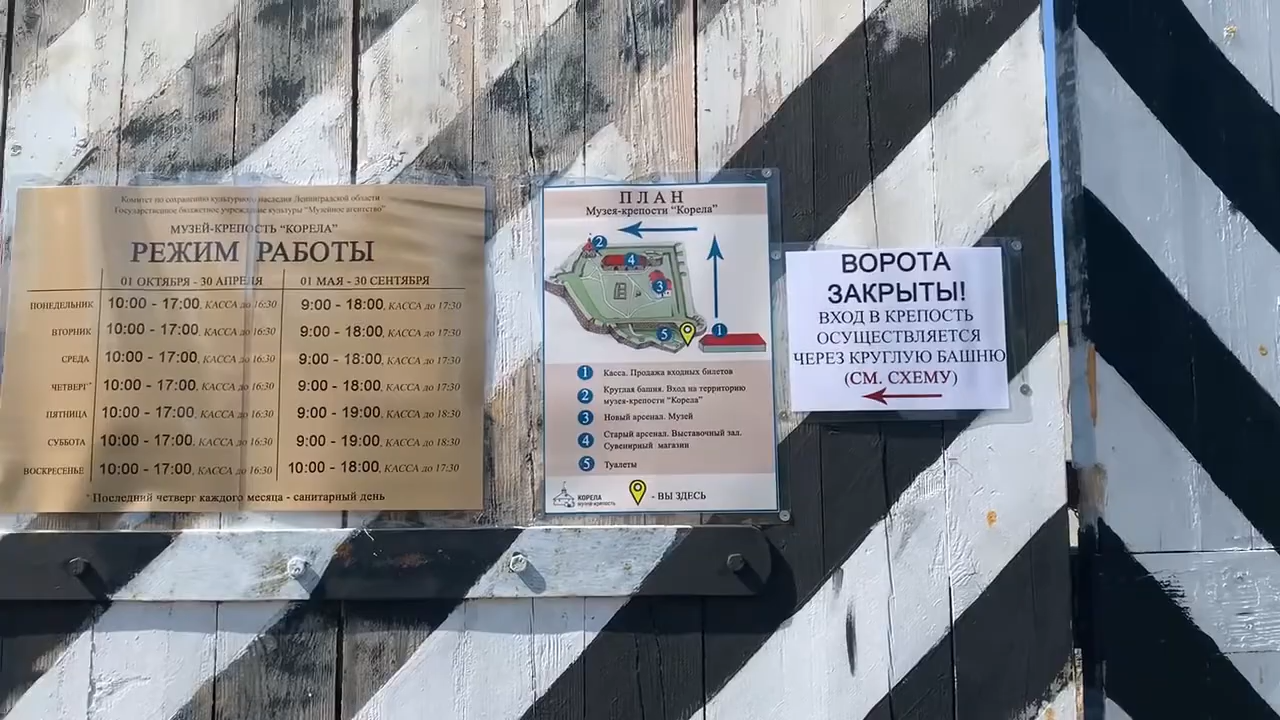 Комитет по сохранению культурного наследия Ленинградской области
Государственное бюджетное учреждение культуры "Музейное агентство"
МУЗЕЙ-КРЕПОСТЬ "КОРЕЛА"
РЕЖИМ РАБОТЫ
01 ОКТЯБРЯ - 30 АПРЕЛЯ 01 МАЯ - 30 СЕНТЯБРЯ
ПОНЕДЕЛЬНИК 10:00 - 17:00, КАССА до 16:30 9:00 - 18:00, КАССА до 17:30
ВТОРНИК 10:00 - 17:00, КАССА до 16:30 9:00 - 18:00, КАССА до 17:30
СРЕДА 10:00 - 17:00, КАССА до 16:30 9:00 - 18:00, КАССА до 17:30
ЧЕТВЕРГ* 10:00 - 17:00, КАССА до 16:30 9:00 - 18:00, КАССА до 17:30
ПЯТНИЦА 10:00 - 17:00, КАССА до 16:30 9:00 - 19:00, КАССА до 18:30
СУББОТА 10:00 - 17:00, КАССА до 16:30 9:00 - 19:00, КАССА до 18:30
ВОСКРЕСЕНЬЕ 10:00 - 17:00, КАССА до 16:30 10:00 - 18:00, КАССА до 17:30
* Последний четверг каждого месяца - санитарный день
ПЛАН
Музея-крепости "Корела"
2
4
3
5
1
1 Касса. Продажа входных билетов
2 Круглая башня. Вход на территорию
музея-крепости "Корела"
3 Новый арсенал. Музей
4 Старый арсенал. Выставочный зал.
Сувенирный магазин
5 Туалеты
КОРЕЛА
музей-крепость
- ВЫ ЗДЕСЬ
ВОРОТА
ЗАКРЫТЫ!
ВХОД В КРЕПОСТЬ
ОСУЩЕСТВЛЯЕТСЯ
ЧЕРЕЗ КРУГЛУЮ БАШНЮ
(СМ. СХЕМУ)